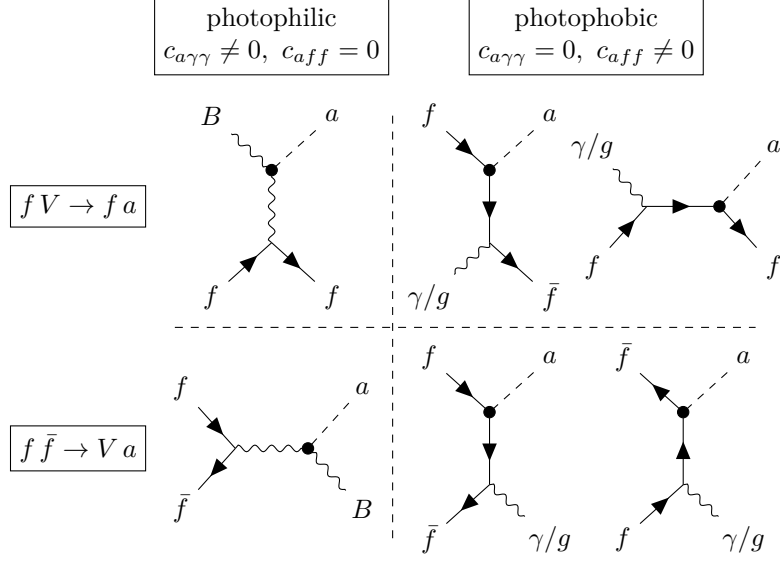 photophilic
c_{aγγ} ≠ 0, c_{aff} = 0
photophobic
c_{aγγ} = 0, c_{aff} ≠ 0
f V → f a
B
a
f
f
f
a
γ/g
f̄
γ/g
a
f
f
f f̄ → V a
f
a
f̄
B
f
a
f̄
γ/g
f̄
a
f
γ/g